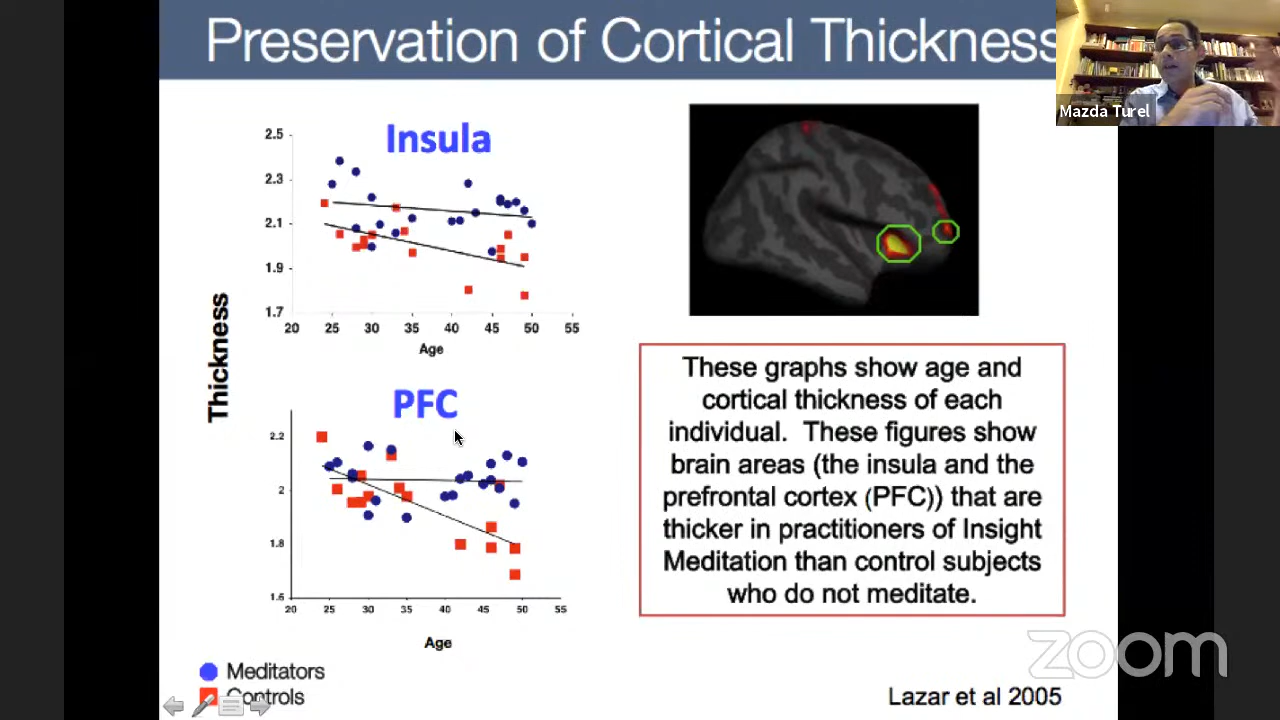 Preservation of Cortical Thickness
Mazda Turel
Insula
2.5
2.3
2.1
1.9
1.7
20 25 30 35 40 45 50 55
Age
Thickness
PFC
2.2
2
1.8
1.6
20 25 30 35 40 45 50 55
Age
Meditators
Controls
These graphs show age and
cortical thickness of each
individual. These figures show
brain areas (the insula and the
prefrontal cortex (PFC)) that are
thicker in practitioners of Insight
Meditation than control subjects
who do not meditate.
zoom
Lazar et al 2005